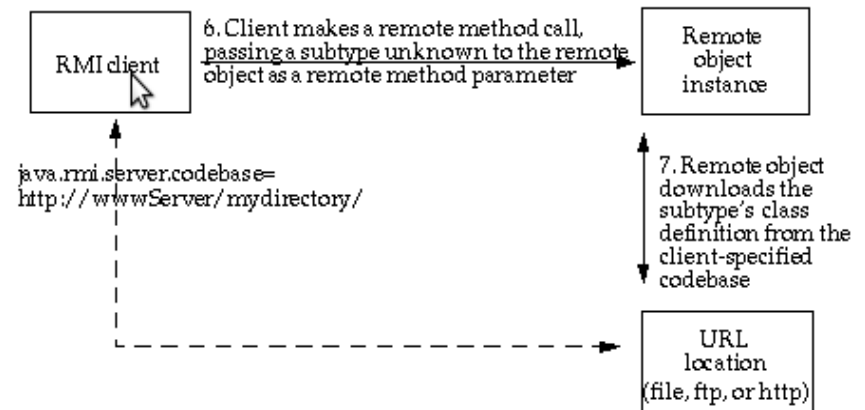 6. Client makes a remote method call,
passing a subtype unknown to the remote
object as a remote method parameter
RMI client
Remote
object
instance
java.rmi.server.codebase=
http://wwwServer/mydirectory/
7. Remote object
downloads the
subtype's class
definition from the
client-specified
codebase
URL
location
(file, ftp, or http)